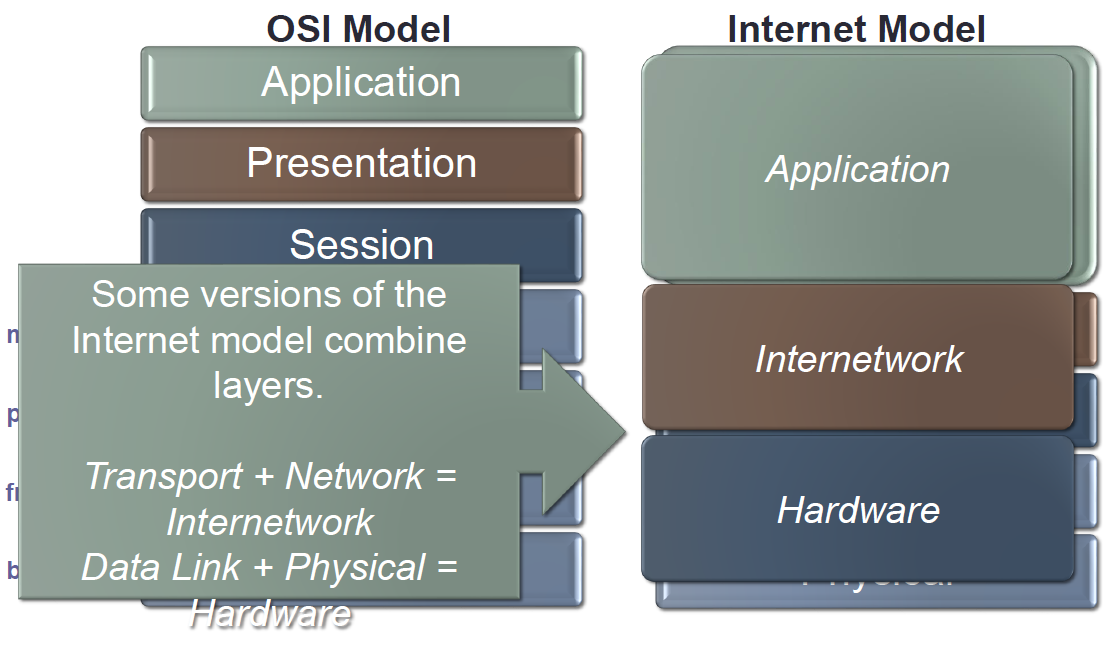 OSI Model
Internet Model
Application
Presentation
Session
Some versions of the
Internet model combine
layers.
Transport + Network =
Internetwork
Data Link + Physical =
Hardware
Application
Internetwork
Hardware
Physical